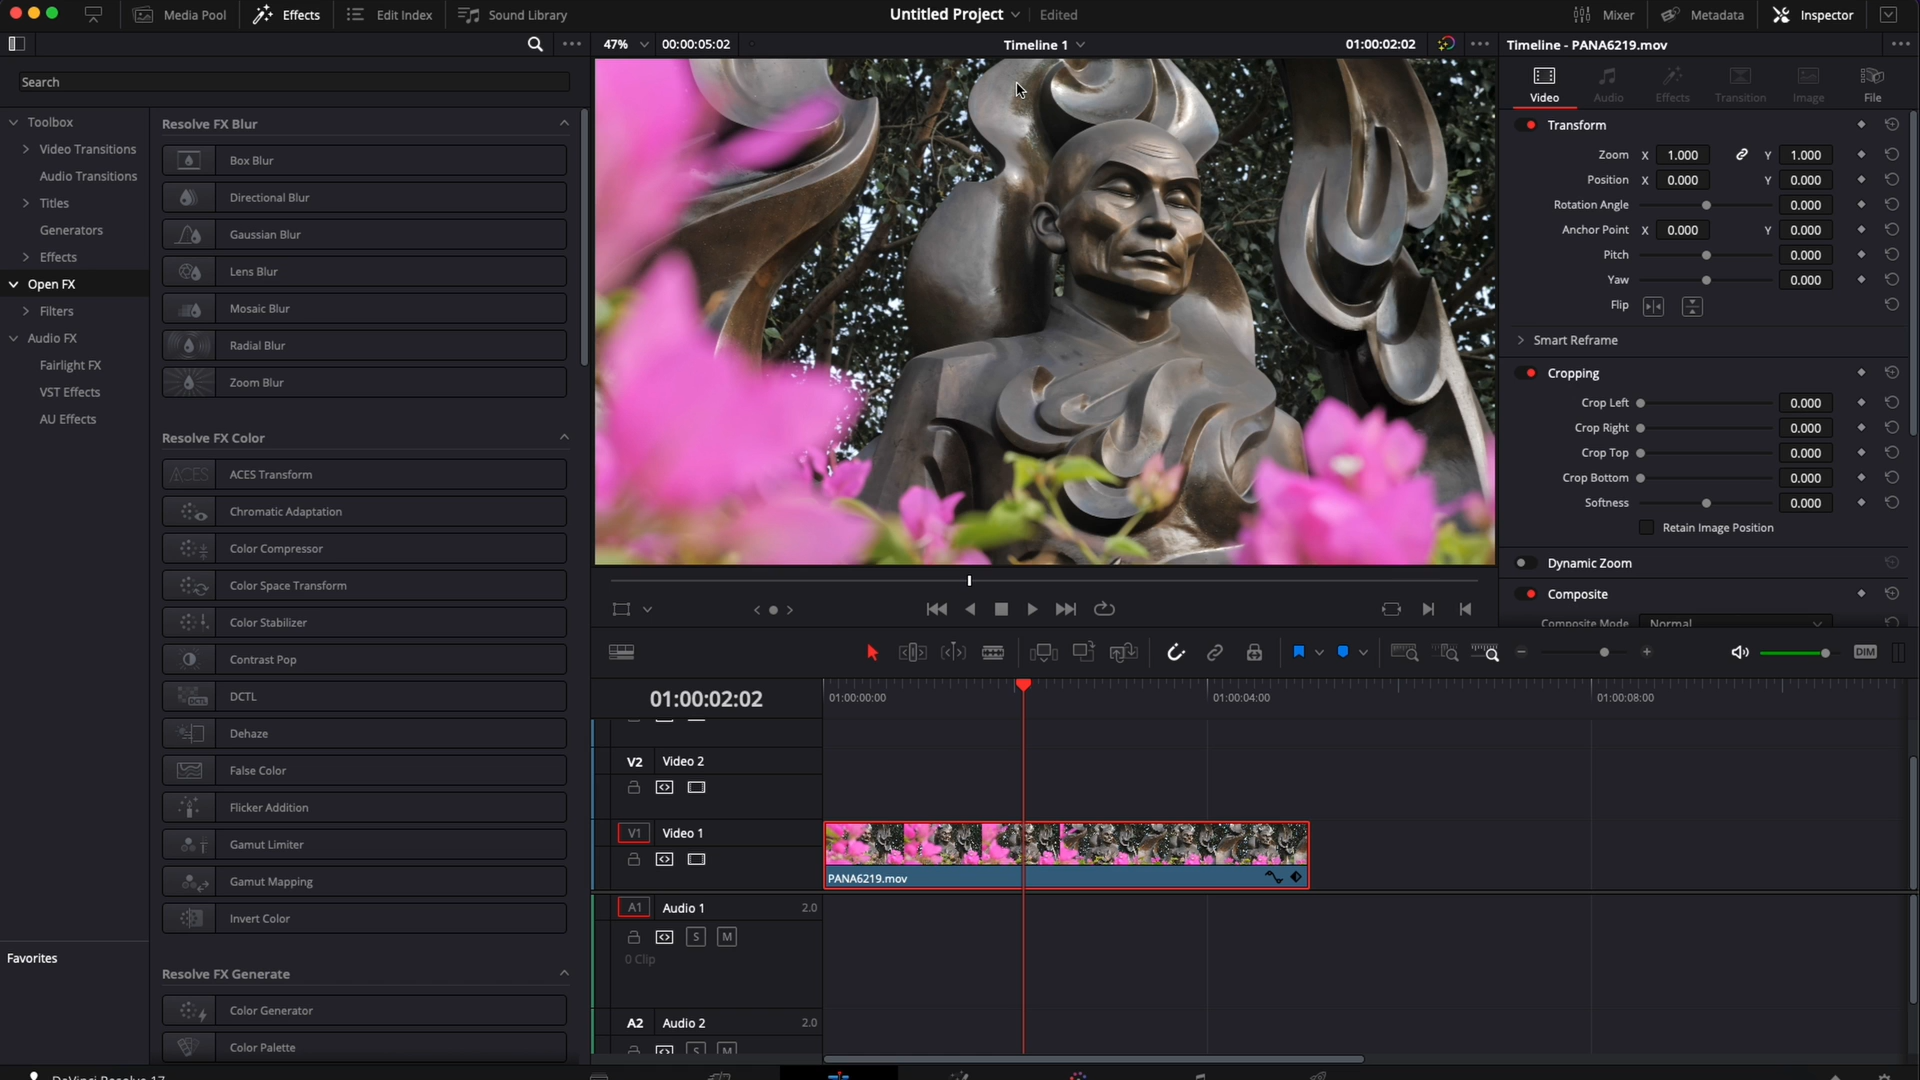 Media Pool
Effects
Edit Index
Sound Library
Untitled Project
Edited
Mixer
Metadata
Inspector
47%
00:00:05:02
Timeline 1
01:00:02:02
Timeline - PANA6219.mov
Search
Toolbox
Video Transitions
Audio Transitions
Titles
Generators
Effects
Open FX
Filters
Audio FX
Fairlight FX
VST Effects
AU Effects
Favorites
Resolve FX Blur
Box Blur
Directional Blur
Gaussian Blur
Lens Blur
Mosaic Blur
Radial Blur
Zoom Blur
Resolve FX Color
ACES
ACES Transform
Chromatic Adaptation
Color Compressor
Color Space Transform
Color Stabilizer
Contrast Pop
DCTL
DCTL
Dehaze
False Color
Flicker Addition
Gamut Limiter
Gamut Mapping
Invert Color
Resolve FX Generate
Color Generator
Color Palette
Video
Audio
Effects
Transition
Image
File
Transform
Zoom X 1.000 Y 1.000
Position X 0.000 Y 0.000
Rotation Angle 0.000
Anchor Point X 0.000 Y 0.000
Pitch 0.000
Yaw 0.000
Flip
Smart Reframe
Cropping
Crop Left 0.000
Crop Right 0.000
Crop Top 0.000
Crop Bottom 0.000
Softness 0.000
Retain Image Position
Dynamic Zoom
Composite
Composite Mode Normal
DIM
01:00:02:02
01:00:00:00
01:00:04:00
01:00:08:00
V2 Video 2
V1 Video 1
PANA6219.mov
A1 Audio 1 2.0
S M
0 Clip
A2 Audio 2 2.0
S M
DaVinci Resolve 17